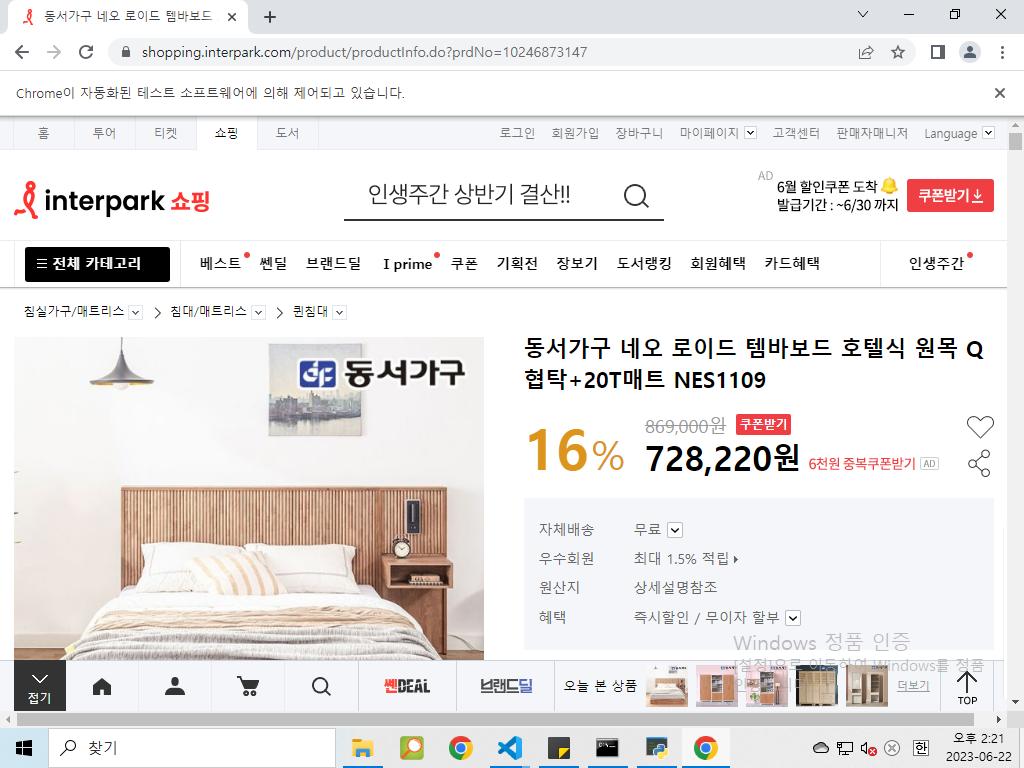 동서가구 네오 로이드 템바보드
shopping.interpark.com/product/productInfo.do?prdNo=10246873147
Chrome이 자동화된 테스트 소프트웨어에 의해 제어되고 있습니다.
홈 투어 티켓 쇼핑 도서 로그인 회원가입 장바구니 마이페이지 고객센터 판매자매니저 Language
interpark 쇼핑
인생주간 상반기 결산!!
AD
6월 할인쿠폰 도착
발급기간 : ~6/30 까지
쿠폰받기
전체 카테고리 베스트 쎈딜 브랜드딜 I prime 쿠폰 기획전 장보기 도서랭킹 회원혜택 카드혜택 인생주간
침실가구/매트리스 침대/매트리스 퀸침대
동서가구
동서가구 네오 로이드 템바보드 호텔식 원목 Q
협탁+20T매트 NES1109
16%
869,000원 쿠폰받기
728,220원 6천원 중복쿠폰받기 AD
자체배송 무료
우수회원 최대 1.5% 적립
원산지 상세설명참조
혜택 즉시할인 / 무이자 할부
Windows 정품 인증
[설정]으로 이동하여 Windows를 정품
접기
쎈DEAL
브랜드딜
오늘 본 상품
더보기
TOP
찾기
한
오후 2:21
2023-06-22